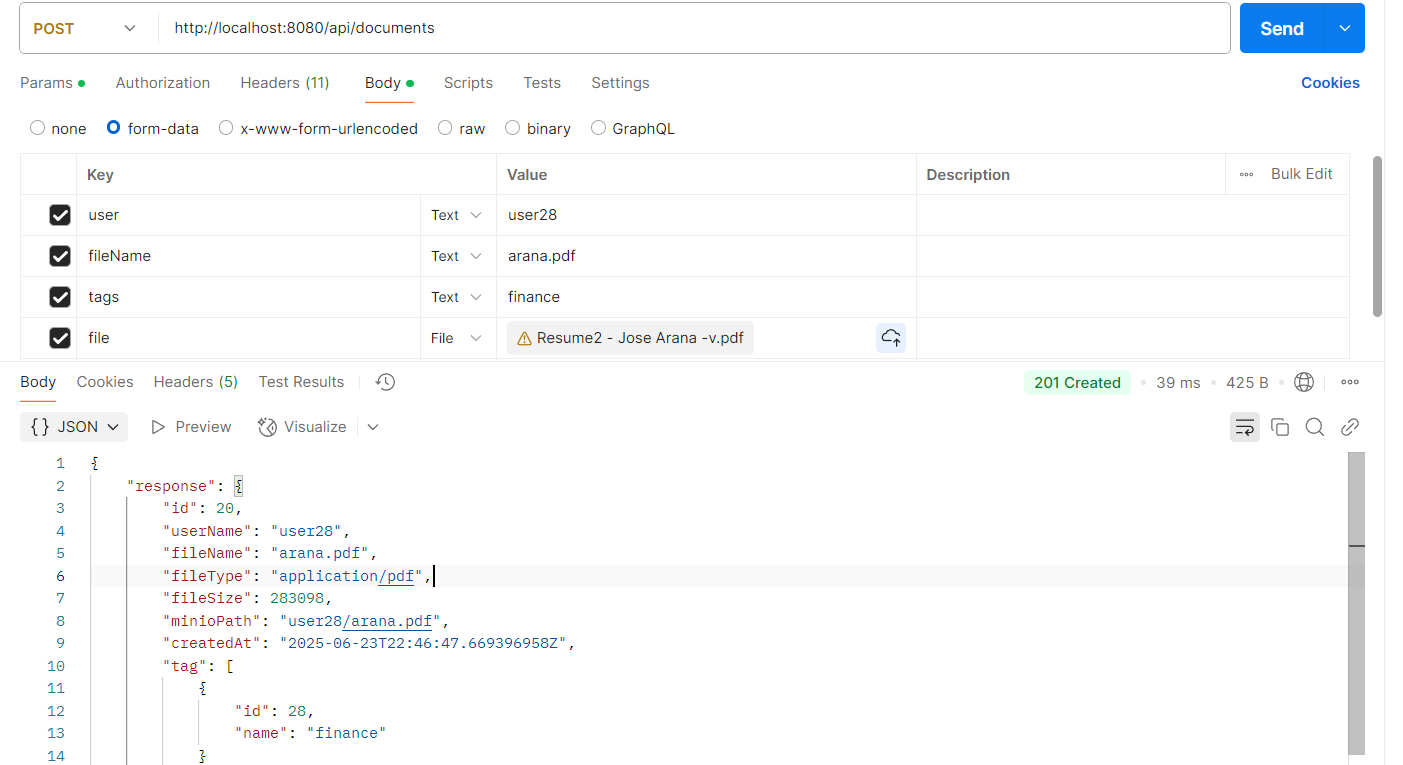 POST http://localhost:8080/api/documents Send
Params Authorization Headers (11) Body Scripts Tests Settings Cookies
none form-data x-www-form-urlencoded raw binary GraphQL
Key Value Description Bulk Edit
user Text user28
fileName Text arana.pdf
tags Text finance
file File Resume2 - Jose Arana -v.pdf
Body Cookies Headers (5) Test Results 201 Created 39 ms 425 B
{} JSON Preview Visualize
1 {
2 "response": {
3 "id": 20,
4 "userName": "user28",
5 "fileName": "arana.pdf",
6 "fileType": "application/pdf",
7 "fileSize": 283098,
8 "minioPath": "user28/arana.pdf",
9 "createdAt": "2025-06-23T22:46:47.669396958Z",
10 "tag": [
11 {
12 "id": 28,
13 "name": "finance"
14 }